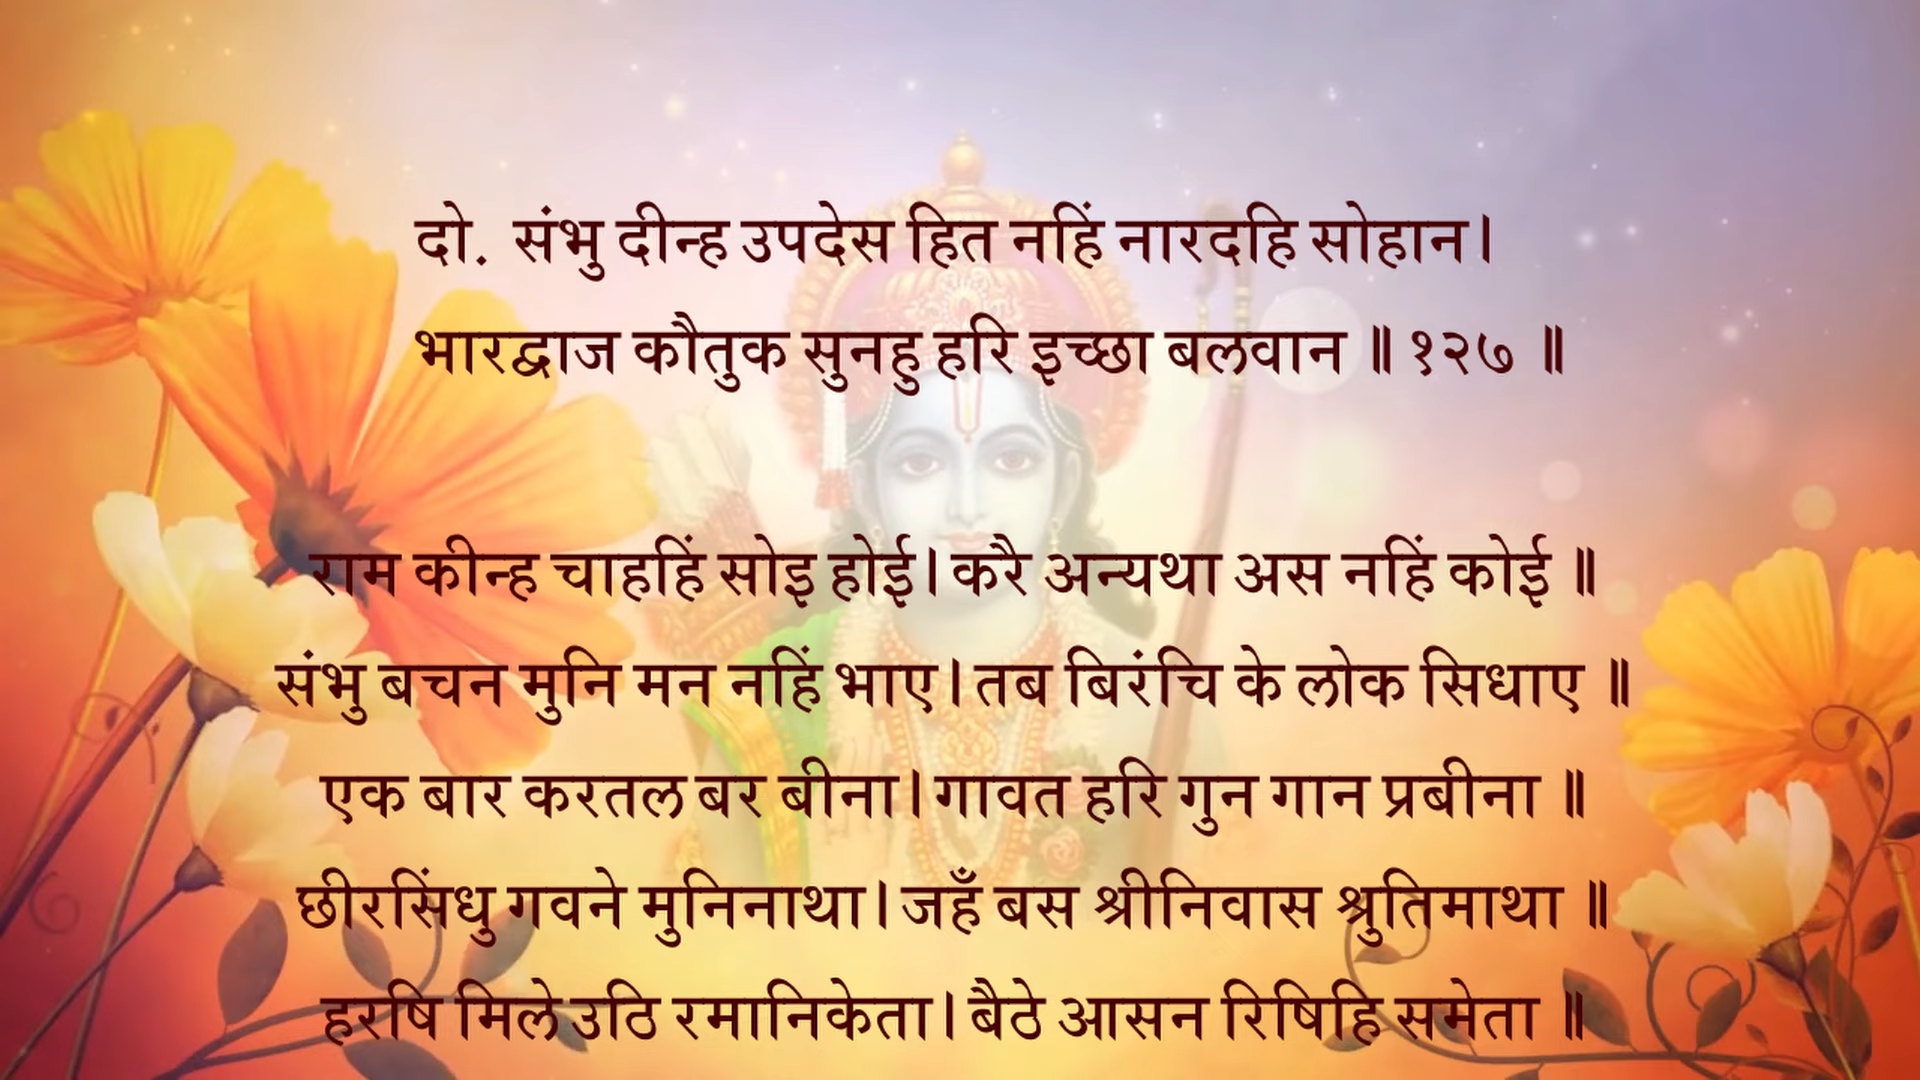 दो. संभु दीन्ह उपदेस हित नहिं नारदहि सोहान।
भारद्वाज कौतुक सुनहु हरि इच्छा बलवान ॥ १२७ ॥
राम कीन्ह चाहहिं सोइ होई। करै अन्यथा अस नहिं कोई ॥
संभु बचन मुनि मन नहिं भाए। तब बिरंचि के लोक सिधाए ॥
एक बार करतल बर बीना। गावत हरि गुन गान प्रबीना ॥
छीरसिंधु गवने मुनिनाथा। जहँ बस श्रीनिवास श्रुतिमाथा ॥
हरषि मिले उठि रमानिकेता। बैठे आसन रिषिहि समेता ॥